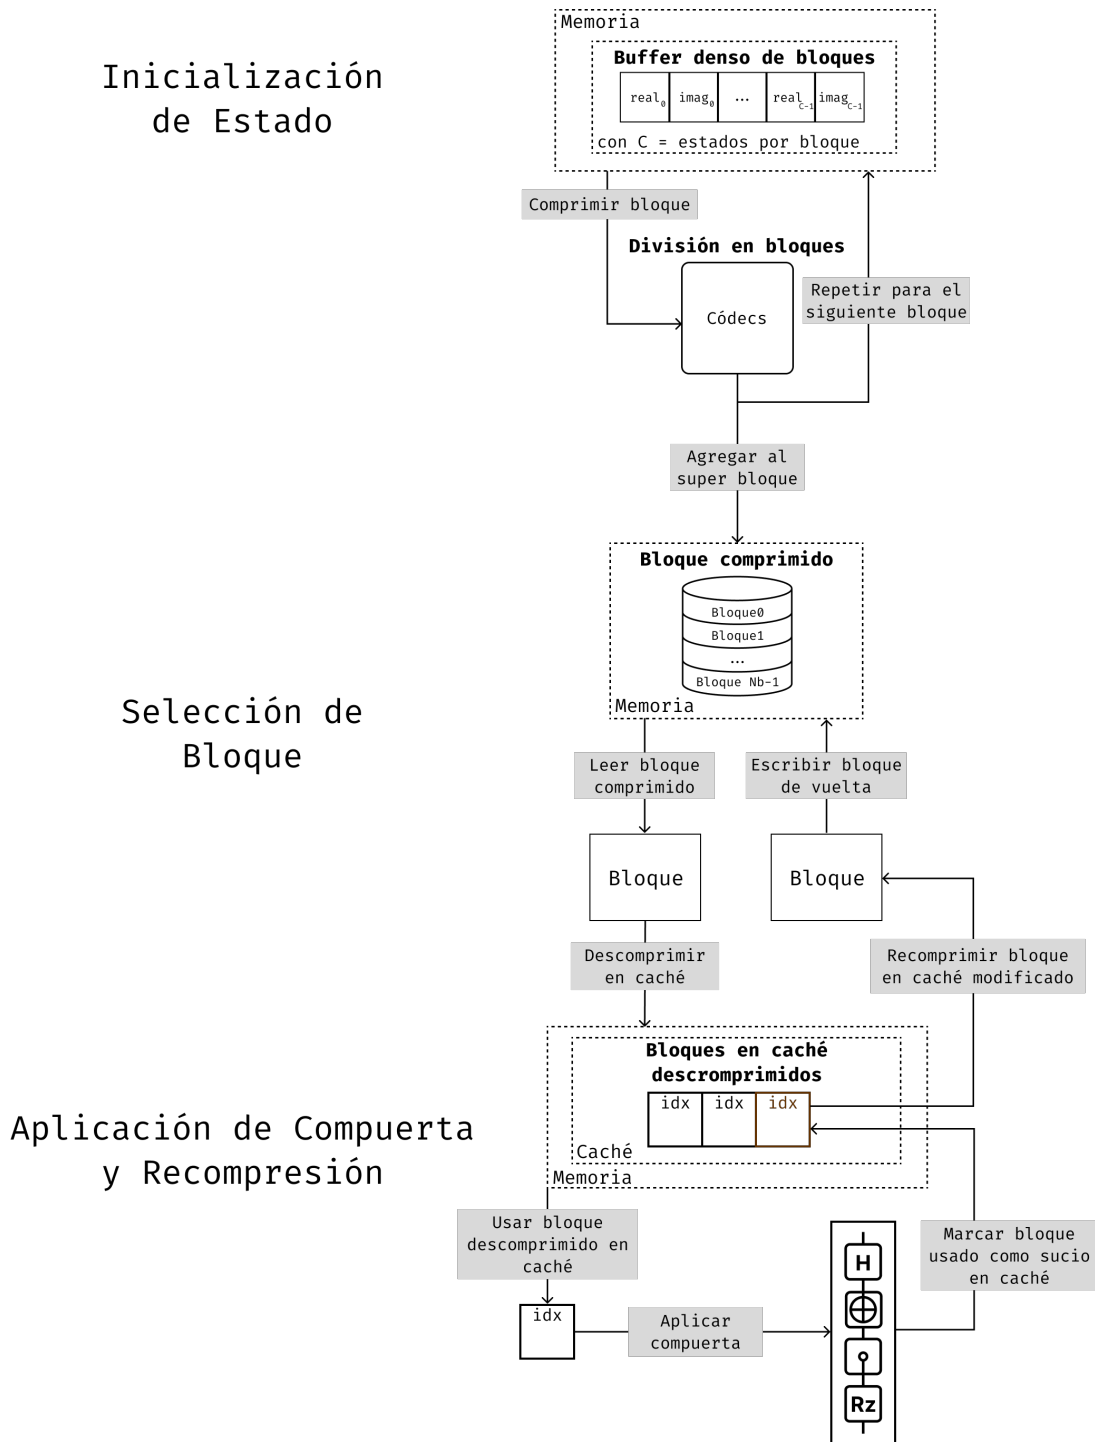 Inicialización
de Estado
Memoria
Buffer denso de bloques
real0 imag0 ... realC-1 imagC-1
con C = estados por bloque
Comprimir bloque
División en bloques
Códecs
Repetir para el
siguiente bloque
Agregar al
super bloque
Selección de
Bloque
Bloque comprimido
Bloque0
Bloque1
...
Bloque Nb-1
Memoria
Leer bloque
comprimido
Escribir bloque
de vuelta
Bloque
Bloque
Descomprimir
en caché
Recomprimir bloque
en caché modificado
Aplicación de Compuerta
y Recompresión
Bloques en caché
descromprimidos
idx idx idx
Caché
Memoria
Usar bloque
descomprimido en
caché
Marcar bloque
usado como sucio
en caché
idx
Aplicar
compuerta
H
Rz